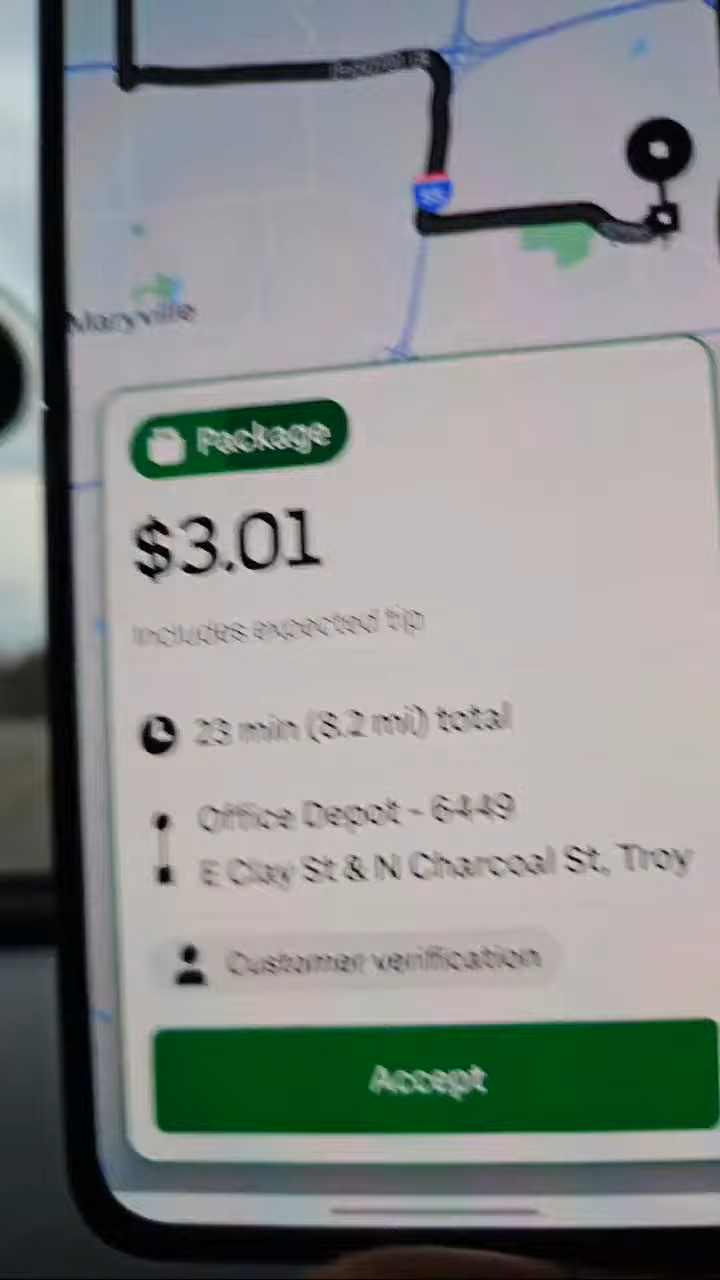 Maryville
Package
$3.01
Includes expected tip
23 min (8.2 mi) total
Office Depot - 6449
E Clay St & N Charcoal St, Troy
Customer verification
Accept